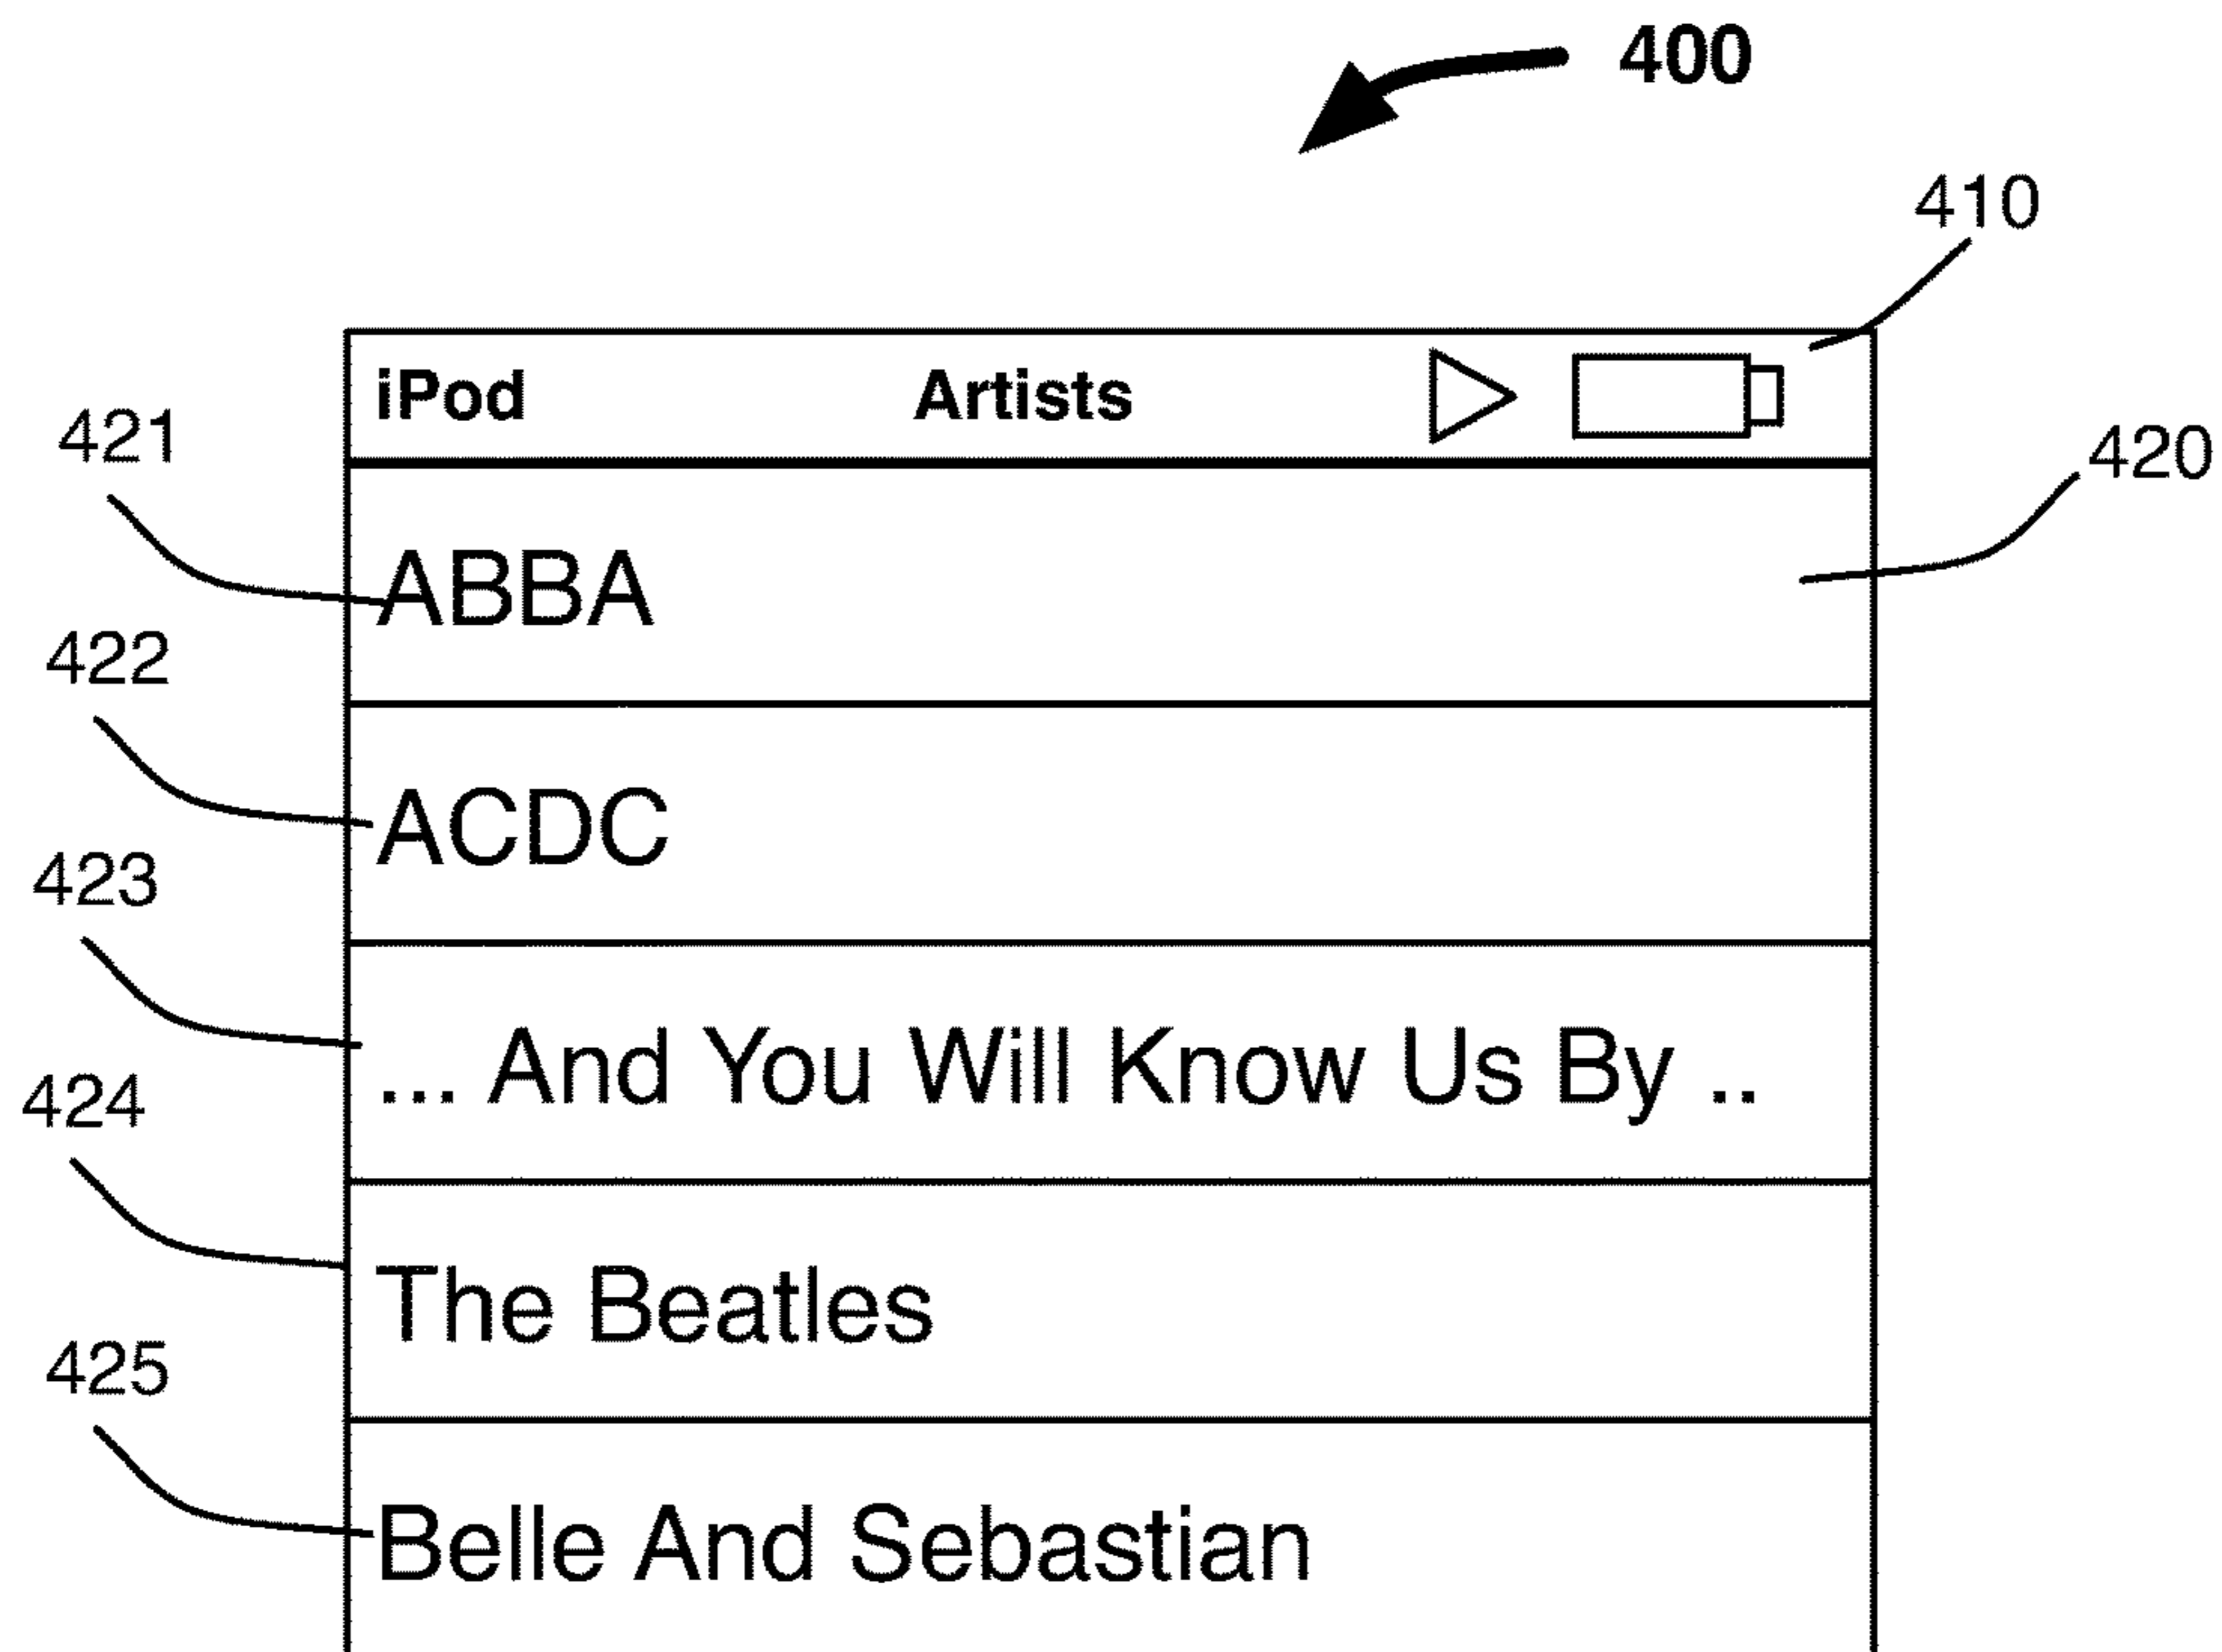 400
410
iPod Artists
421
420
ABBA
422
ACDC
423
... And You Will Know Us By ..
424
The Beatles
425
Belle And Sebastian